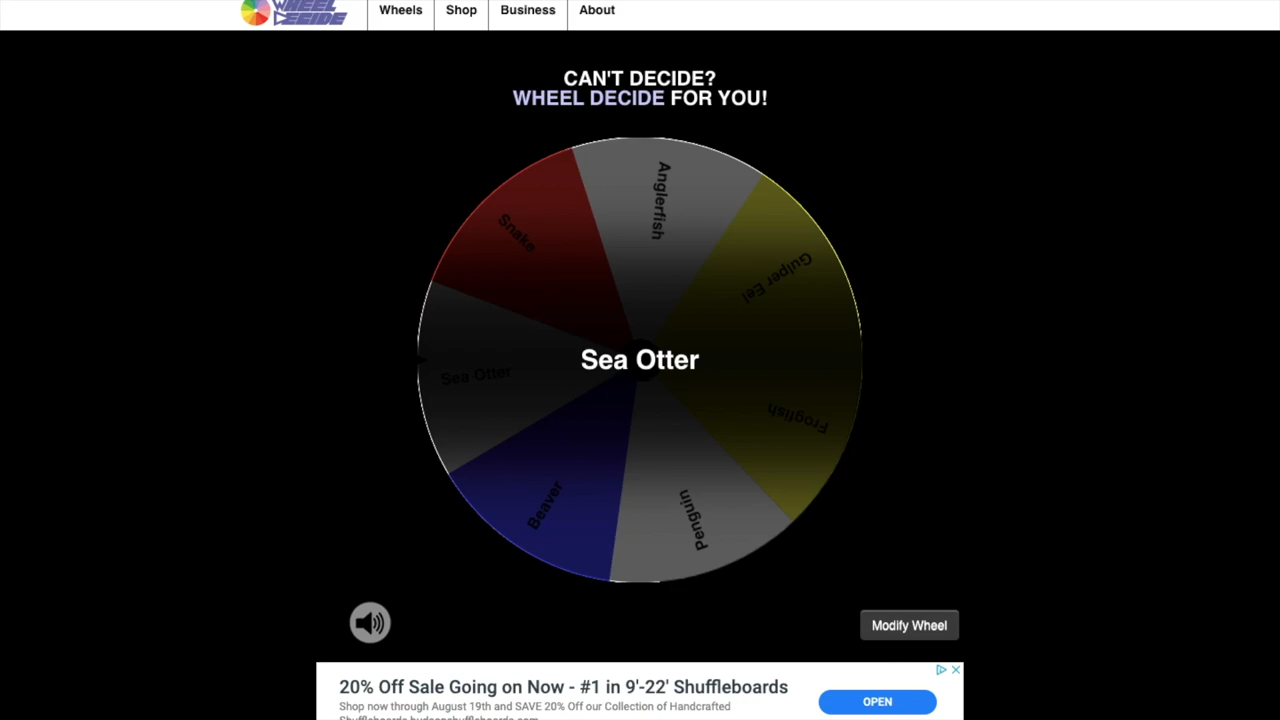 WHEEL
DECIDE
Wheels
Shop
Business
About
CAN'T DECIDE?
WHEEL DECIDE FOR YOU!
Anglerfish
Snake
Gulper Eel
Sea Otter
Sea Otter
Frogfish
Beaver
Penguin
Modify Wheel
20% Off Sale Going on Now - #1 in 9'-22' Shuffleboards
Shop now through August 19th and SAVE 20% Off our Collection of Handcrafted
OPEN